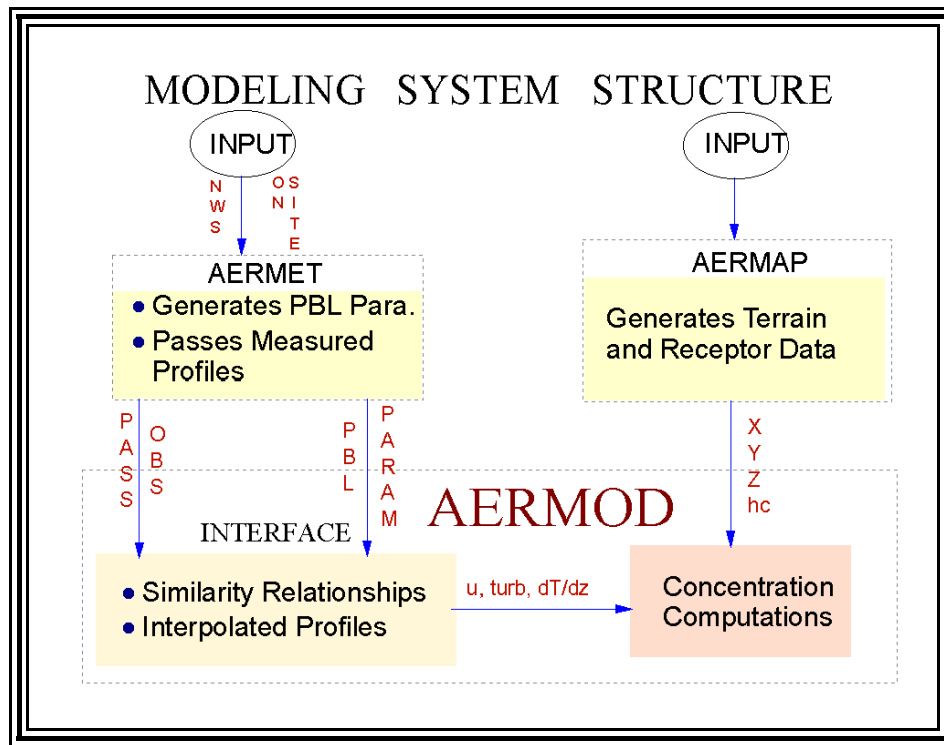 MODELING SYSTEM STRUCTURE
INPUT
INPUT
NWS
ON
SITE
AERMET
• Generates PBL Para.
• Passes Measured
Profiles
AERMAP
Generates Terrain
and Receptor Data
PASS
OBS
PBL
PARAM
X
Y
Z
hc
AERMOD
INTERFACE
• Similarity Relationships
• Interpolated Profiles
u, turb, dT/dz
Concentration
Computations